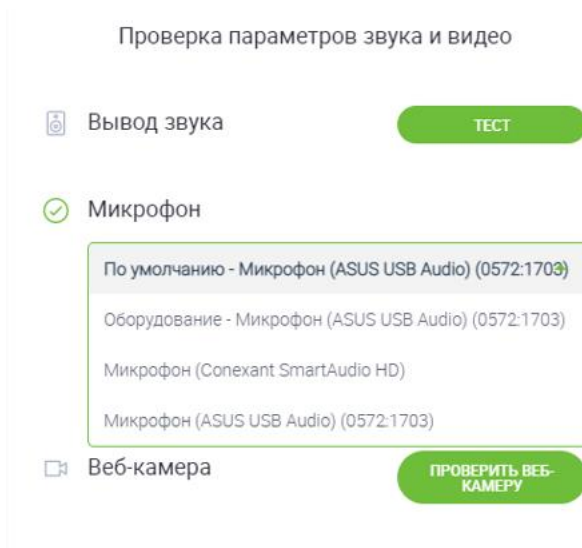 Проверка параметров звука и видео
Вывод звука
ТЕСТ
Микрофон
По умолчанию - Микрофон (ASUS USB Audio) (0572:1703)
Оборудование - Микрофон (ASUS USB Audio) (0572:1703)
Микрофон (Conexant SmartAudio HD)
Микрофон (ASUS USB Audio) (0572:1703)
Веб-камера
ПРОВЕРИТЬ ВЕБ-
КАМЕРУ